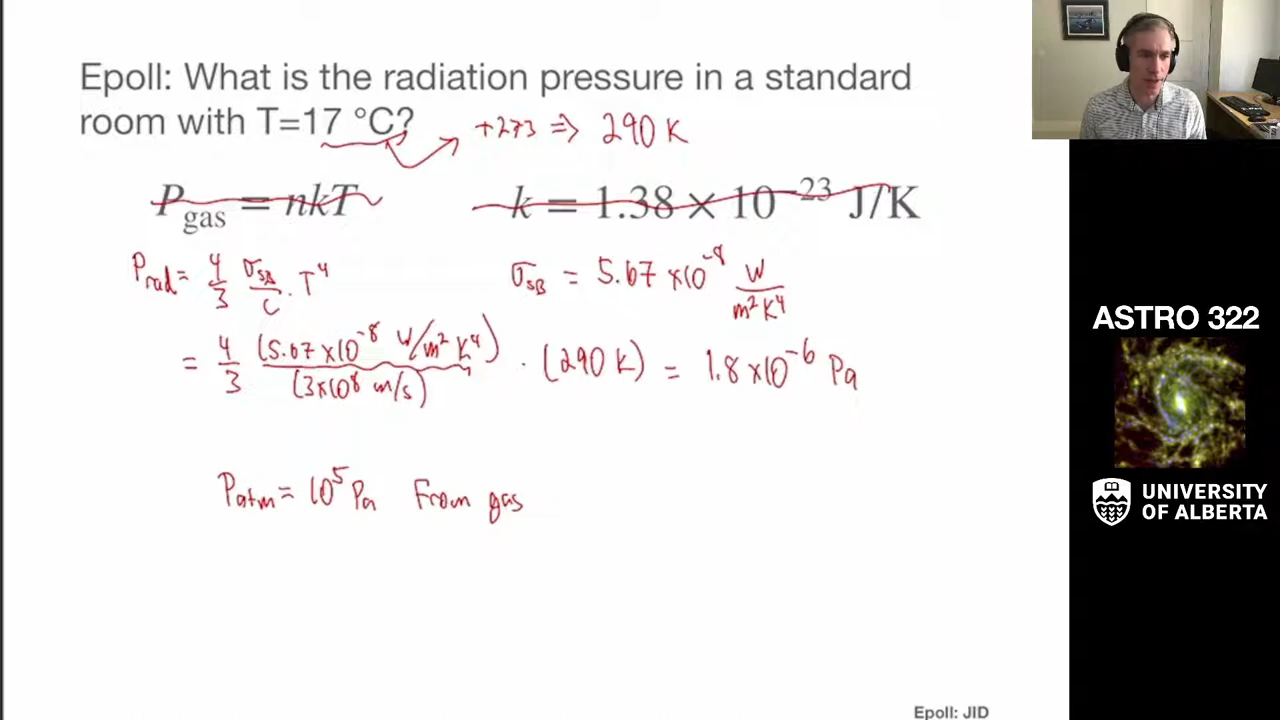 Epoll: What is the radiation pressure in a standard
room with T=17 °C?
+273 ⇒ 290 K
P_gas = nkT
k = 1.38 × 10^-23 J/K
P_rad = 4/3 σ_SB/c · T^4
σ_SB = 5.67 × 10^-8 W/m^2 K^4
= 4/3 (5.67 × 10^-8 W/m^2 K^4)/(3×10^8 m/s) · (290 K) = 1.8 × 10^-6 Pa
P_atm = 10^5 Pa From gas
ASTRO 322
UNIVERSITY
OF ALBERTA
Epoll: JID